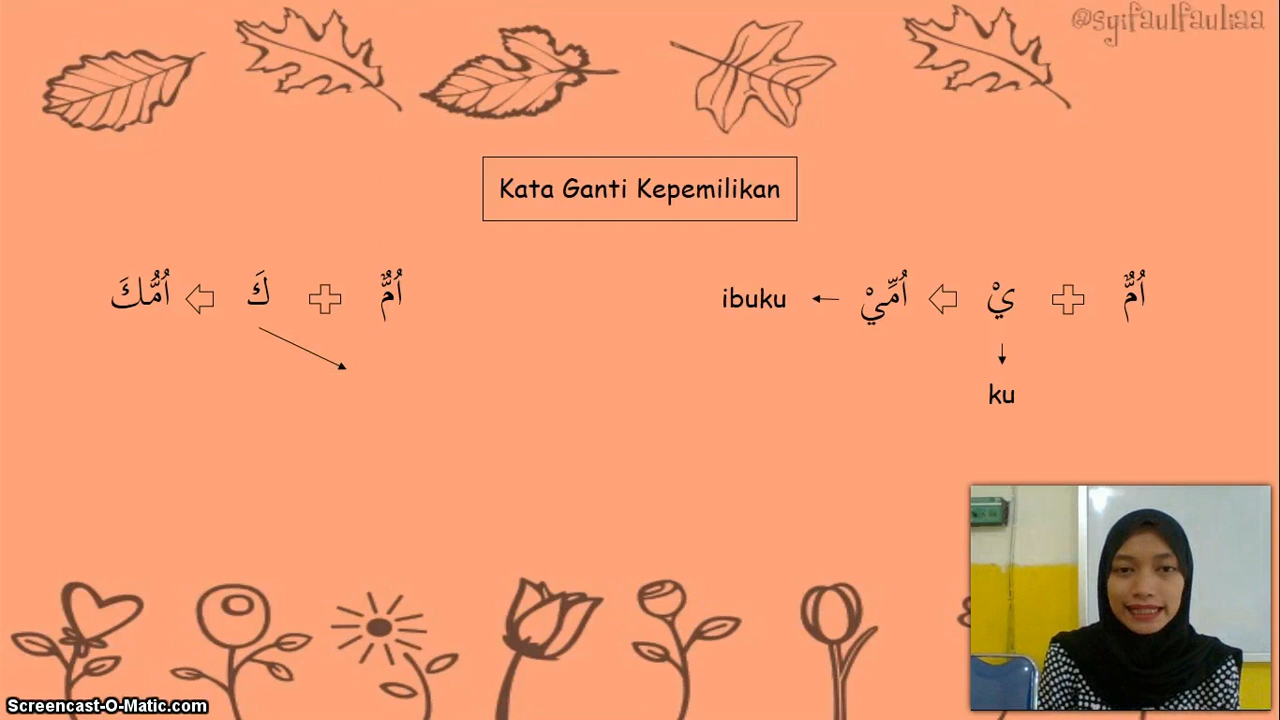 @syifaulfauliaa
Kata Ganti Kepemilikan
اُمٌّ يْ اُمِّيْ ibuku
ku
اُمٌّ كَ اُمُّكَ
Screencast-O-Matic.com